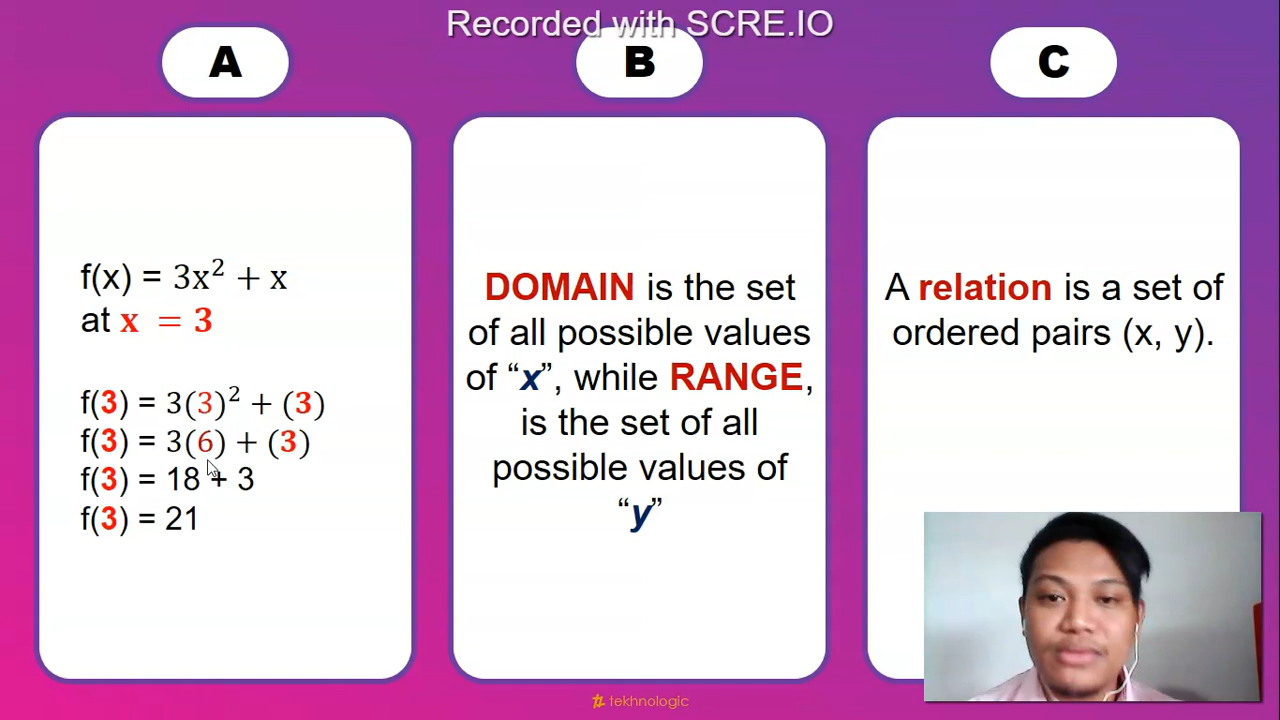 Recorded with SCRE.IO
A
B
C
f(x) = 3x² + x
at x = 3
f(3) = 3(3)² + (3)
f(3) = 3(6) + (3)
f(3) = 18 + 3
f(3) = 21
DOMAIN is the set
of all possible values
of “x”, while RANGE,
is the set of all
possible values of
“y”
A relation is a set of
ordered pairs (x, y).
tekhnologic